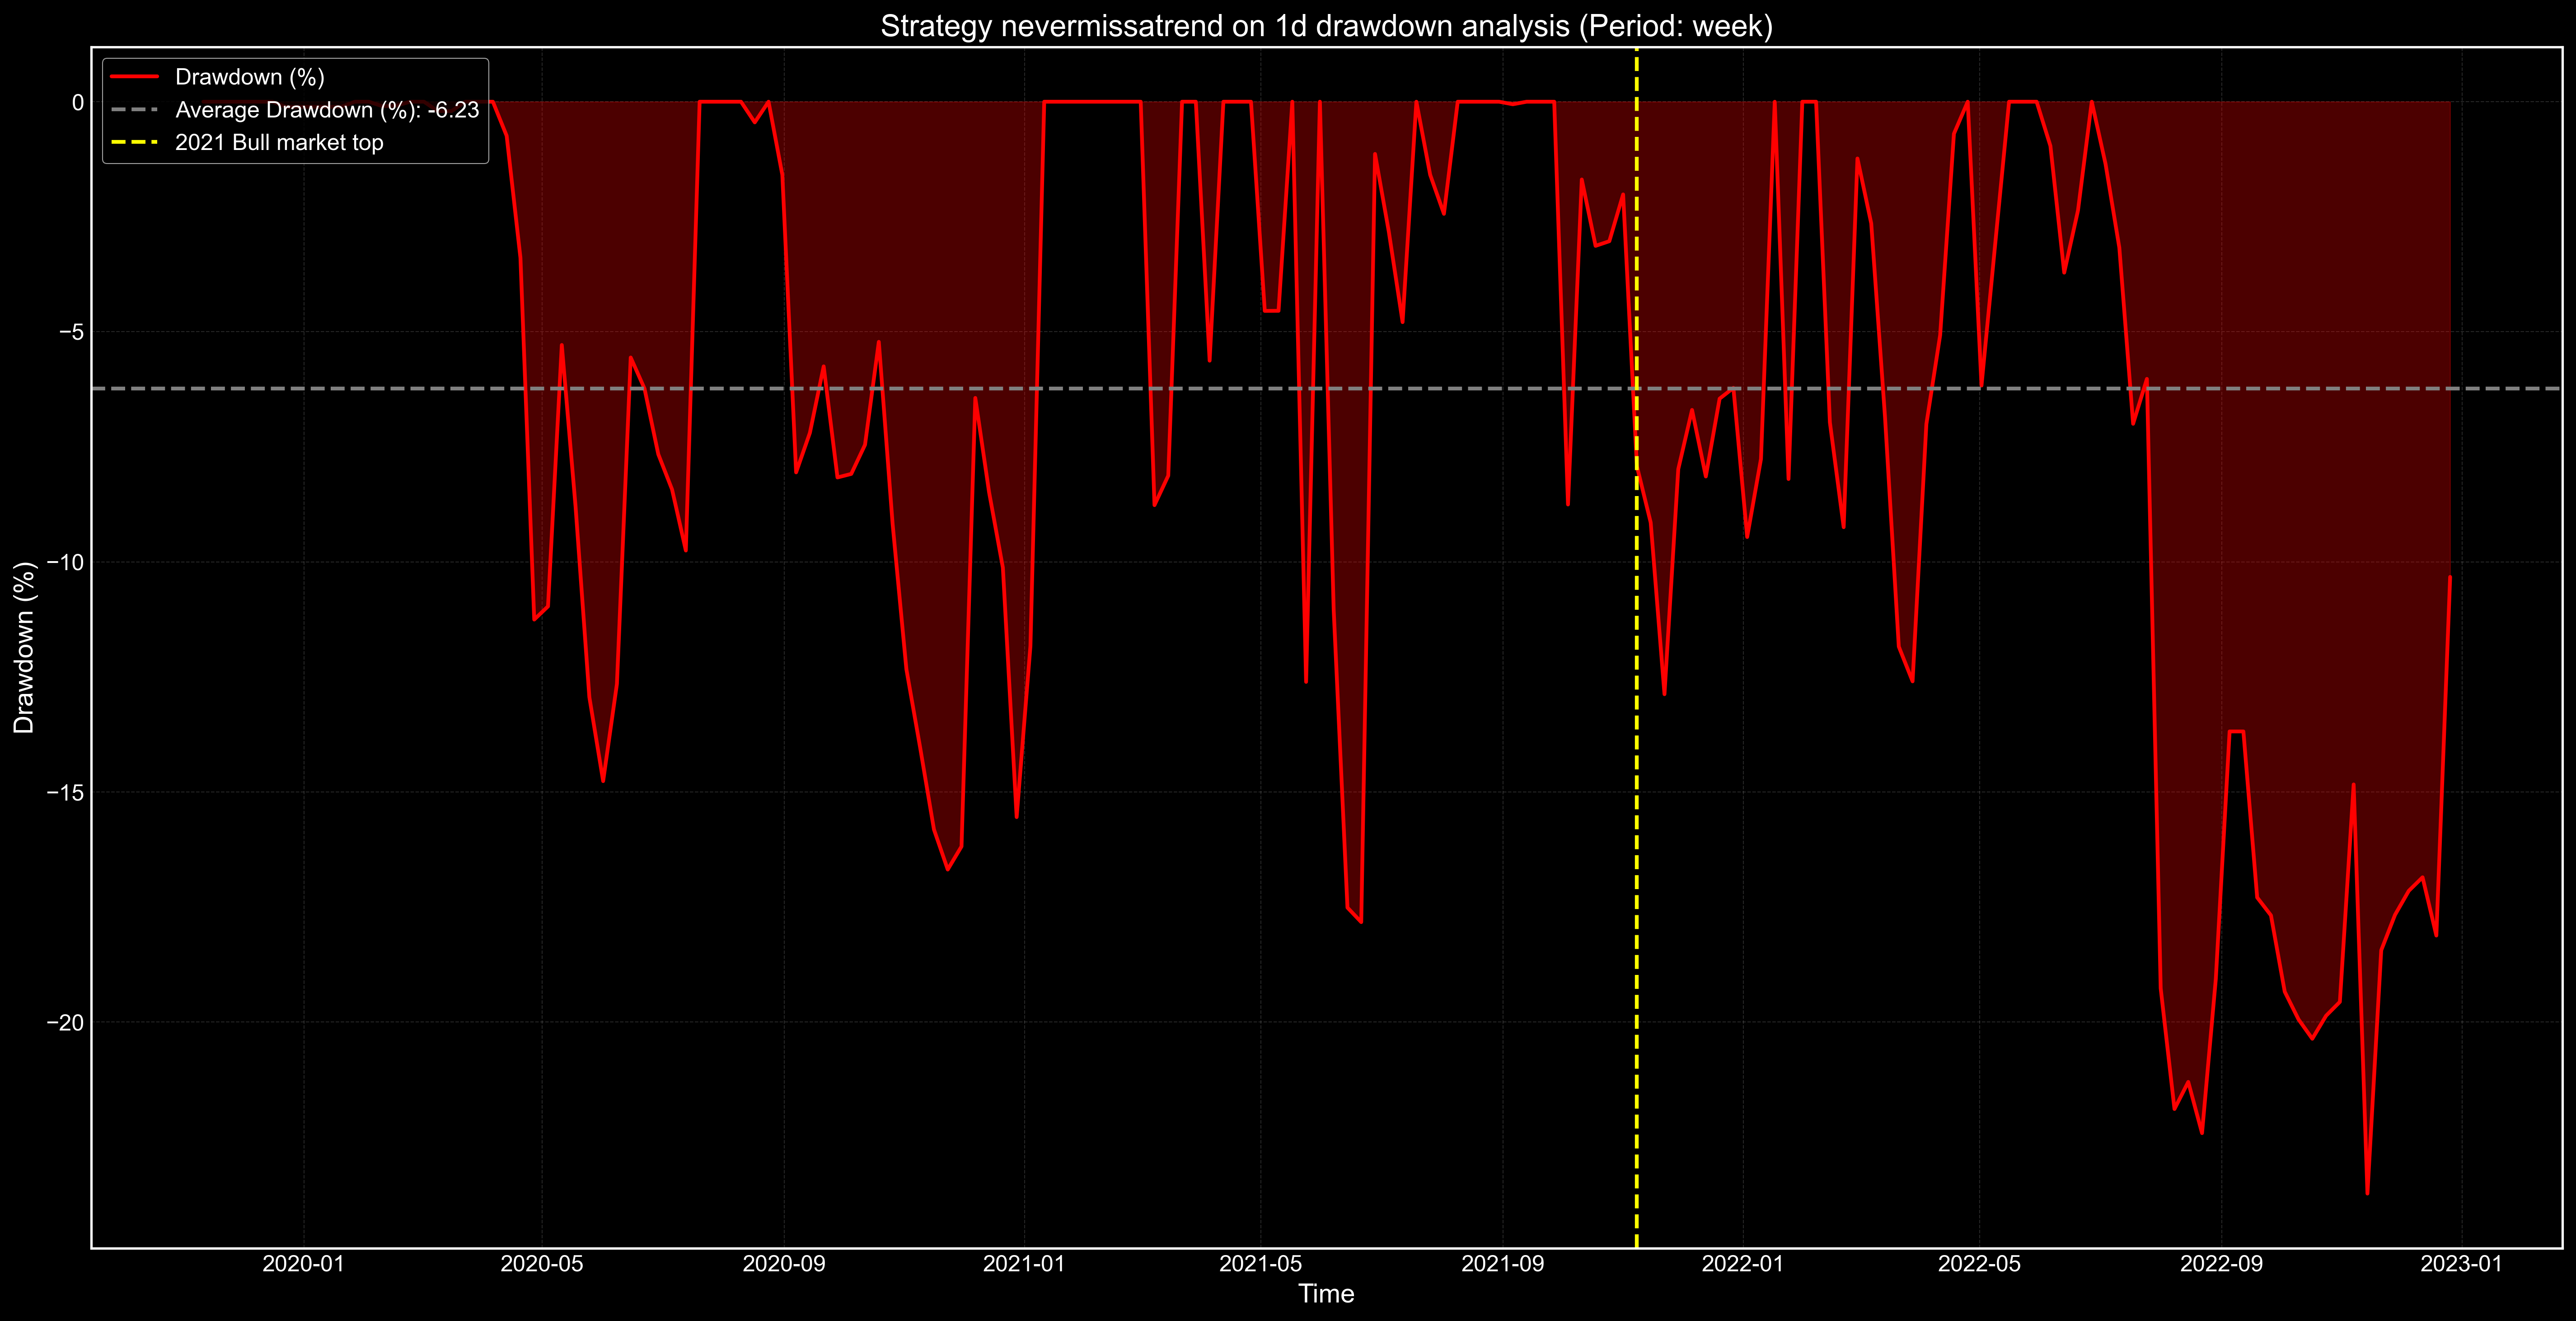 Strategy nevermissatrend on 1d drawdown analysis (Period: week)
Drawdown (%)
Average Drawdown (%): -6.23
2021 Bull market top
0
−5
−10
−15
−20
Drawdown (%)
2020-01
2020-05
2020-09
2021-01
2021-05
2021-09
2022-01
2022-05
2022-09
2023-01
Time